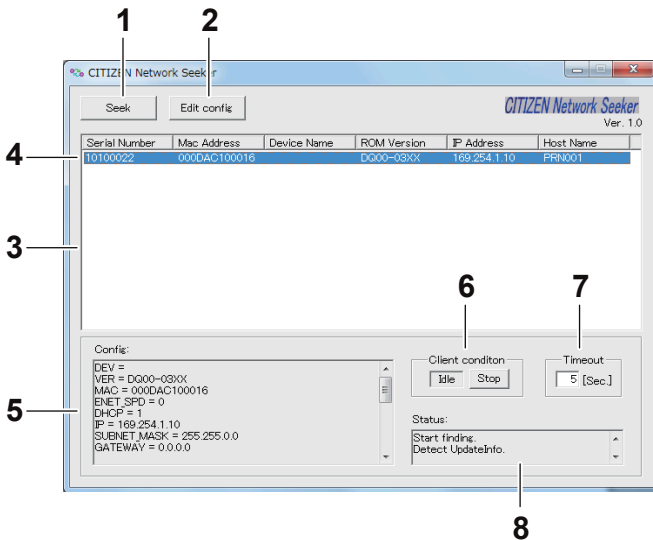 1 2
CITIZEN Network Seeker
Seek Edit config
CITIZEN Network Seeker
Ver. 1.0
Serial Number Mac Address Device Name ROM Version IP Address Host Name
4
10100022 000DAC100016 DQ00-03XX 169.254.1.10 PRN001
3
6 7
Config:
Client conditon Timeout
DEV =
VER = DQ00-03XX
Idle Stop 5 [Sec.]
MAC = 000DAC100016
ENET_SPD = 0
5
DHCP = 1
IP = 169.254.1.10
Status:
SUBNET_MASK = 255.255.0.0
Start finding.
GATEWAY = 0.0.0.0
Detect UpdateInfo.
8